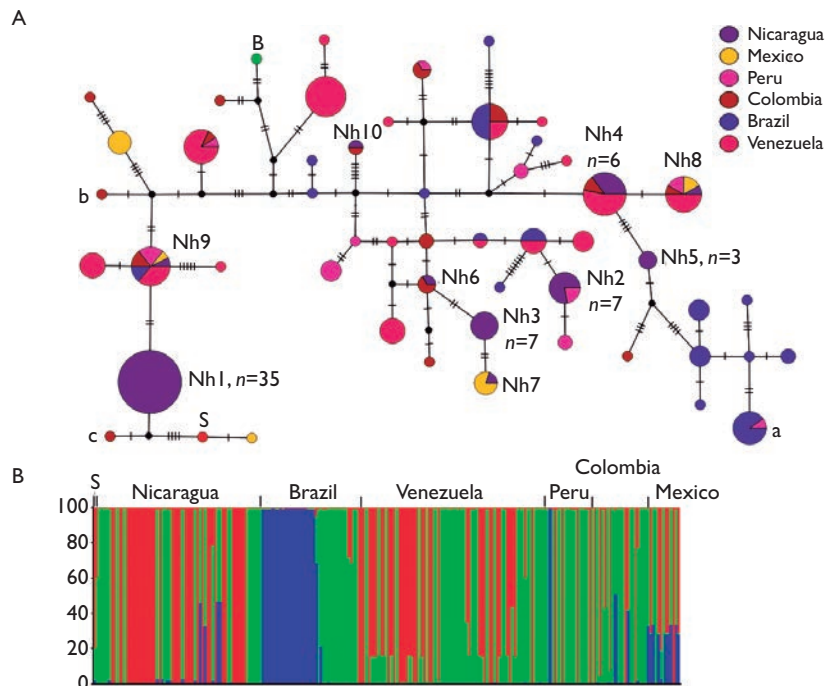 A
B
Nicaragua
Mexico
Peru
Colombia
Brazil
Venezuela
Nh10
Nh4
n=6
Nh8
b
Nh9
Nh5, n=3
Nh6
Nh2
n=7
Nh3
n=7
Nh1, n=35
Nh7
S
c
a
B
Colombia
S
Nicaragua
Brazil
Venezuela
Peru
Mexico
100
80
60
40
20
0